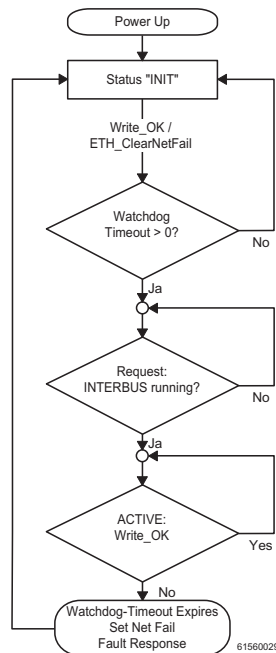 Power Up
Status "INIT"
Write_OK /
ETH_ClearNetFail
Watchdog
Timeout > 0?
No
Ja
Request:
INTERBUS running?
No
Ja
ACTIVE:
Write_OK
Yes
No
Watchdog-Timeout Expires
Set Net Fail
Fault Response
61560029